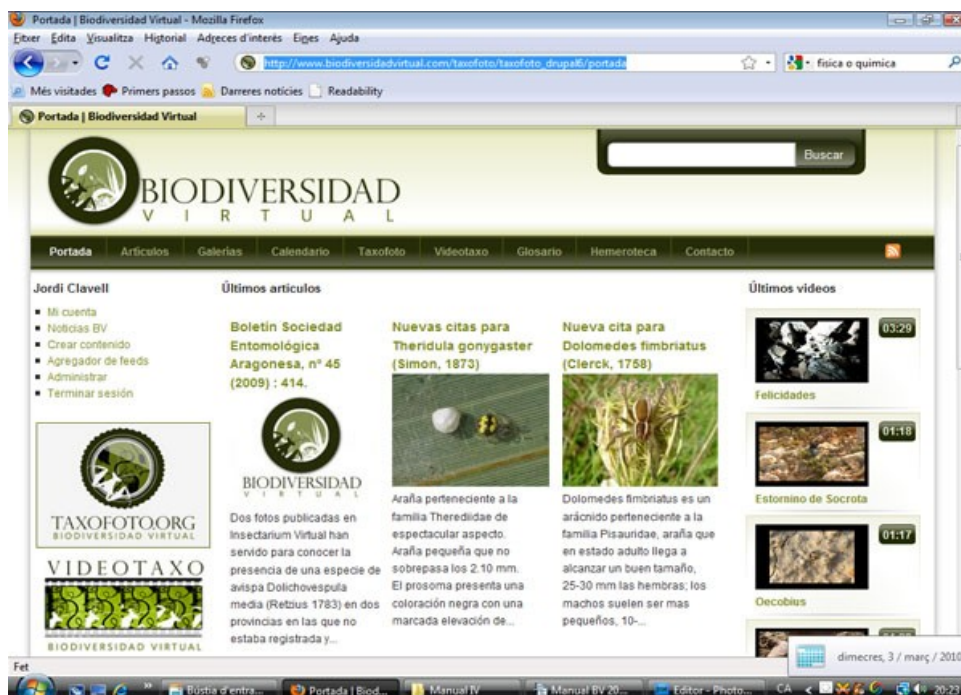 Portada | Biodiversidad Virtual - Mozilla Firefox
Fitxer Edita Visualitza Historial Adreces d'interès Eines Ajuda
http://www.biodiversidadvirtual.com/taxofoto/taxofoto_drupal6/portada
fisica o quimica
Més visitades Primers passos Darreres notícies Readability
Portada | Biodiversidad Virtual
Buscar
BIODIVERSIDAD
VIRTUAL
Portada Articulos Galerías Calendario Taxofoto Videotaxo Glosario Hemeroteca Contacto
Jordi Clavell
Mi cuenta
Noticias BV
Crear contenido
Agregador de feeds
Administrar
Terminar sesión
TAXOFOTO.ORG
BIODIVERSIDAD VIRTUAL
VIDEOTAXO
BIODIVERSIDAD VIRTUAL
Últimos articulos
Boletín Sociedad
Entomológica
Aragonesa, nº 45
(2009) : 414.
BIODIVERSIDAD
VIRTUAL
Dos fotos publicadas en
Insectarium Virtual han
servido para conocer la
presencia de una especie de
avispa Dolichovespula
media (Retzius 1783) en dos
provincias en las que no
estaba registrada y...
Nuevas citas para
Theridula gonygaster
(Simon, 1873)
Araña perteneciente a la
familia Therediidae de
espectacular aspecto.
Araña pequeña que no
sobrepasa los 2.10 mm.
El prosoma presenta una
coloración negra con una
marcada elevación de...
Nueva cita para
Dolomedes fimbriatus
(Clerck, 1758)
Dolomedes fimbriatus es un
arácnido perteneciente a la
familia Pisauridae, araña que
en estado adulto llega a
alcanzar un buen tamaño,
25-30 mm las hembras; los
machos suelen ser mas
pequeños, 10-...
Últimos videos
03:29
Felicidades
01:18
Estornino de Socrota
01:17
Oecobius
dimecres, 3 / març / 2010
Fet
Bústia d'entra... Portada | Biod... Manual IV Manual BV 20... Editor - Photo... CA 20:23